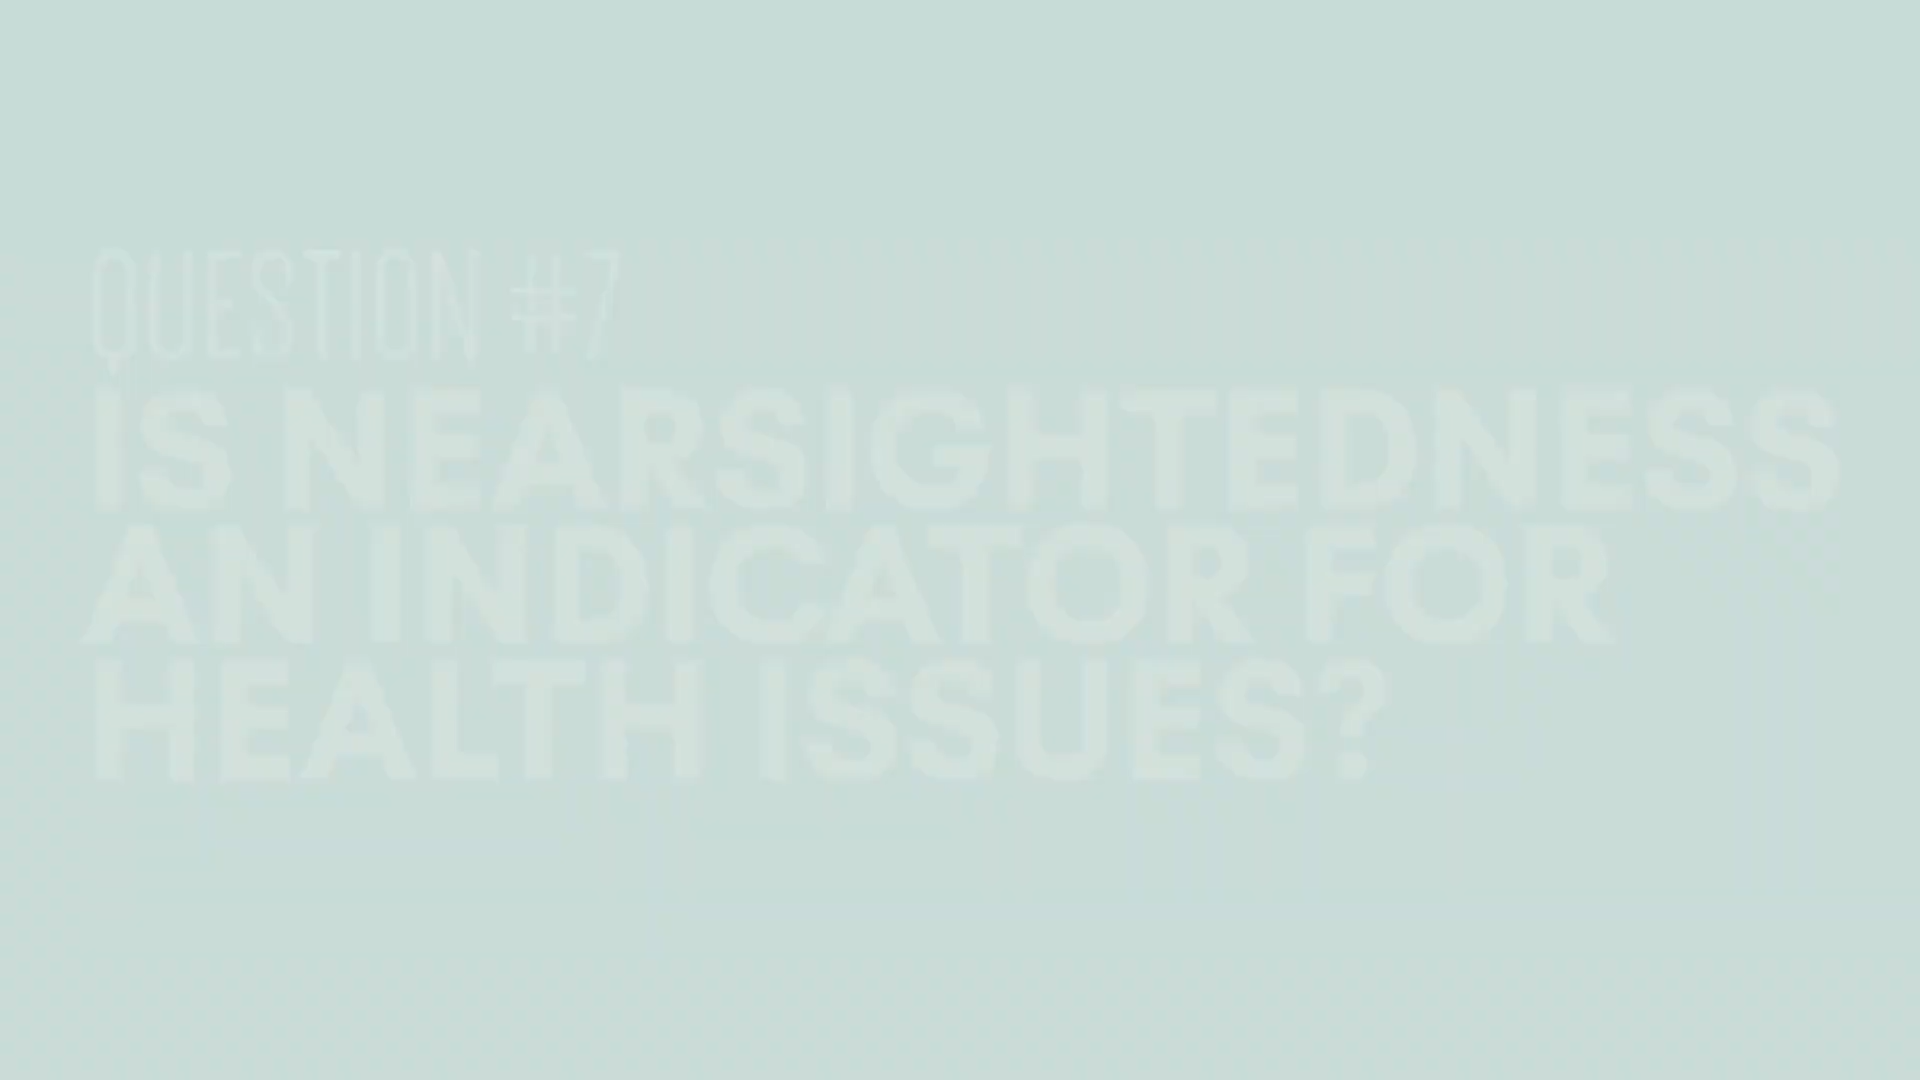 QUESTION #7
IS NEARSIGHTEDNESS
AN INDICATOR FOR
HEALTH ISSUES?